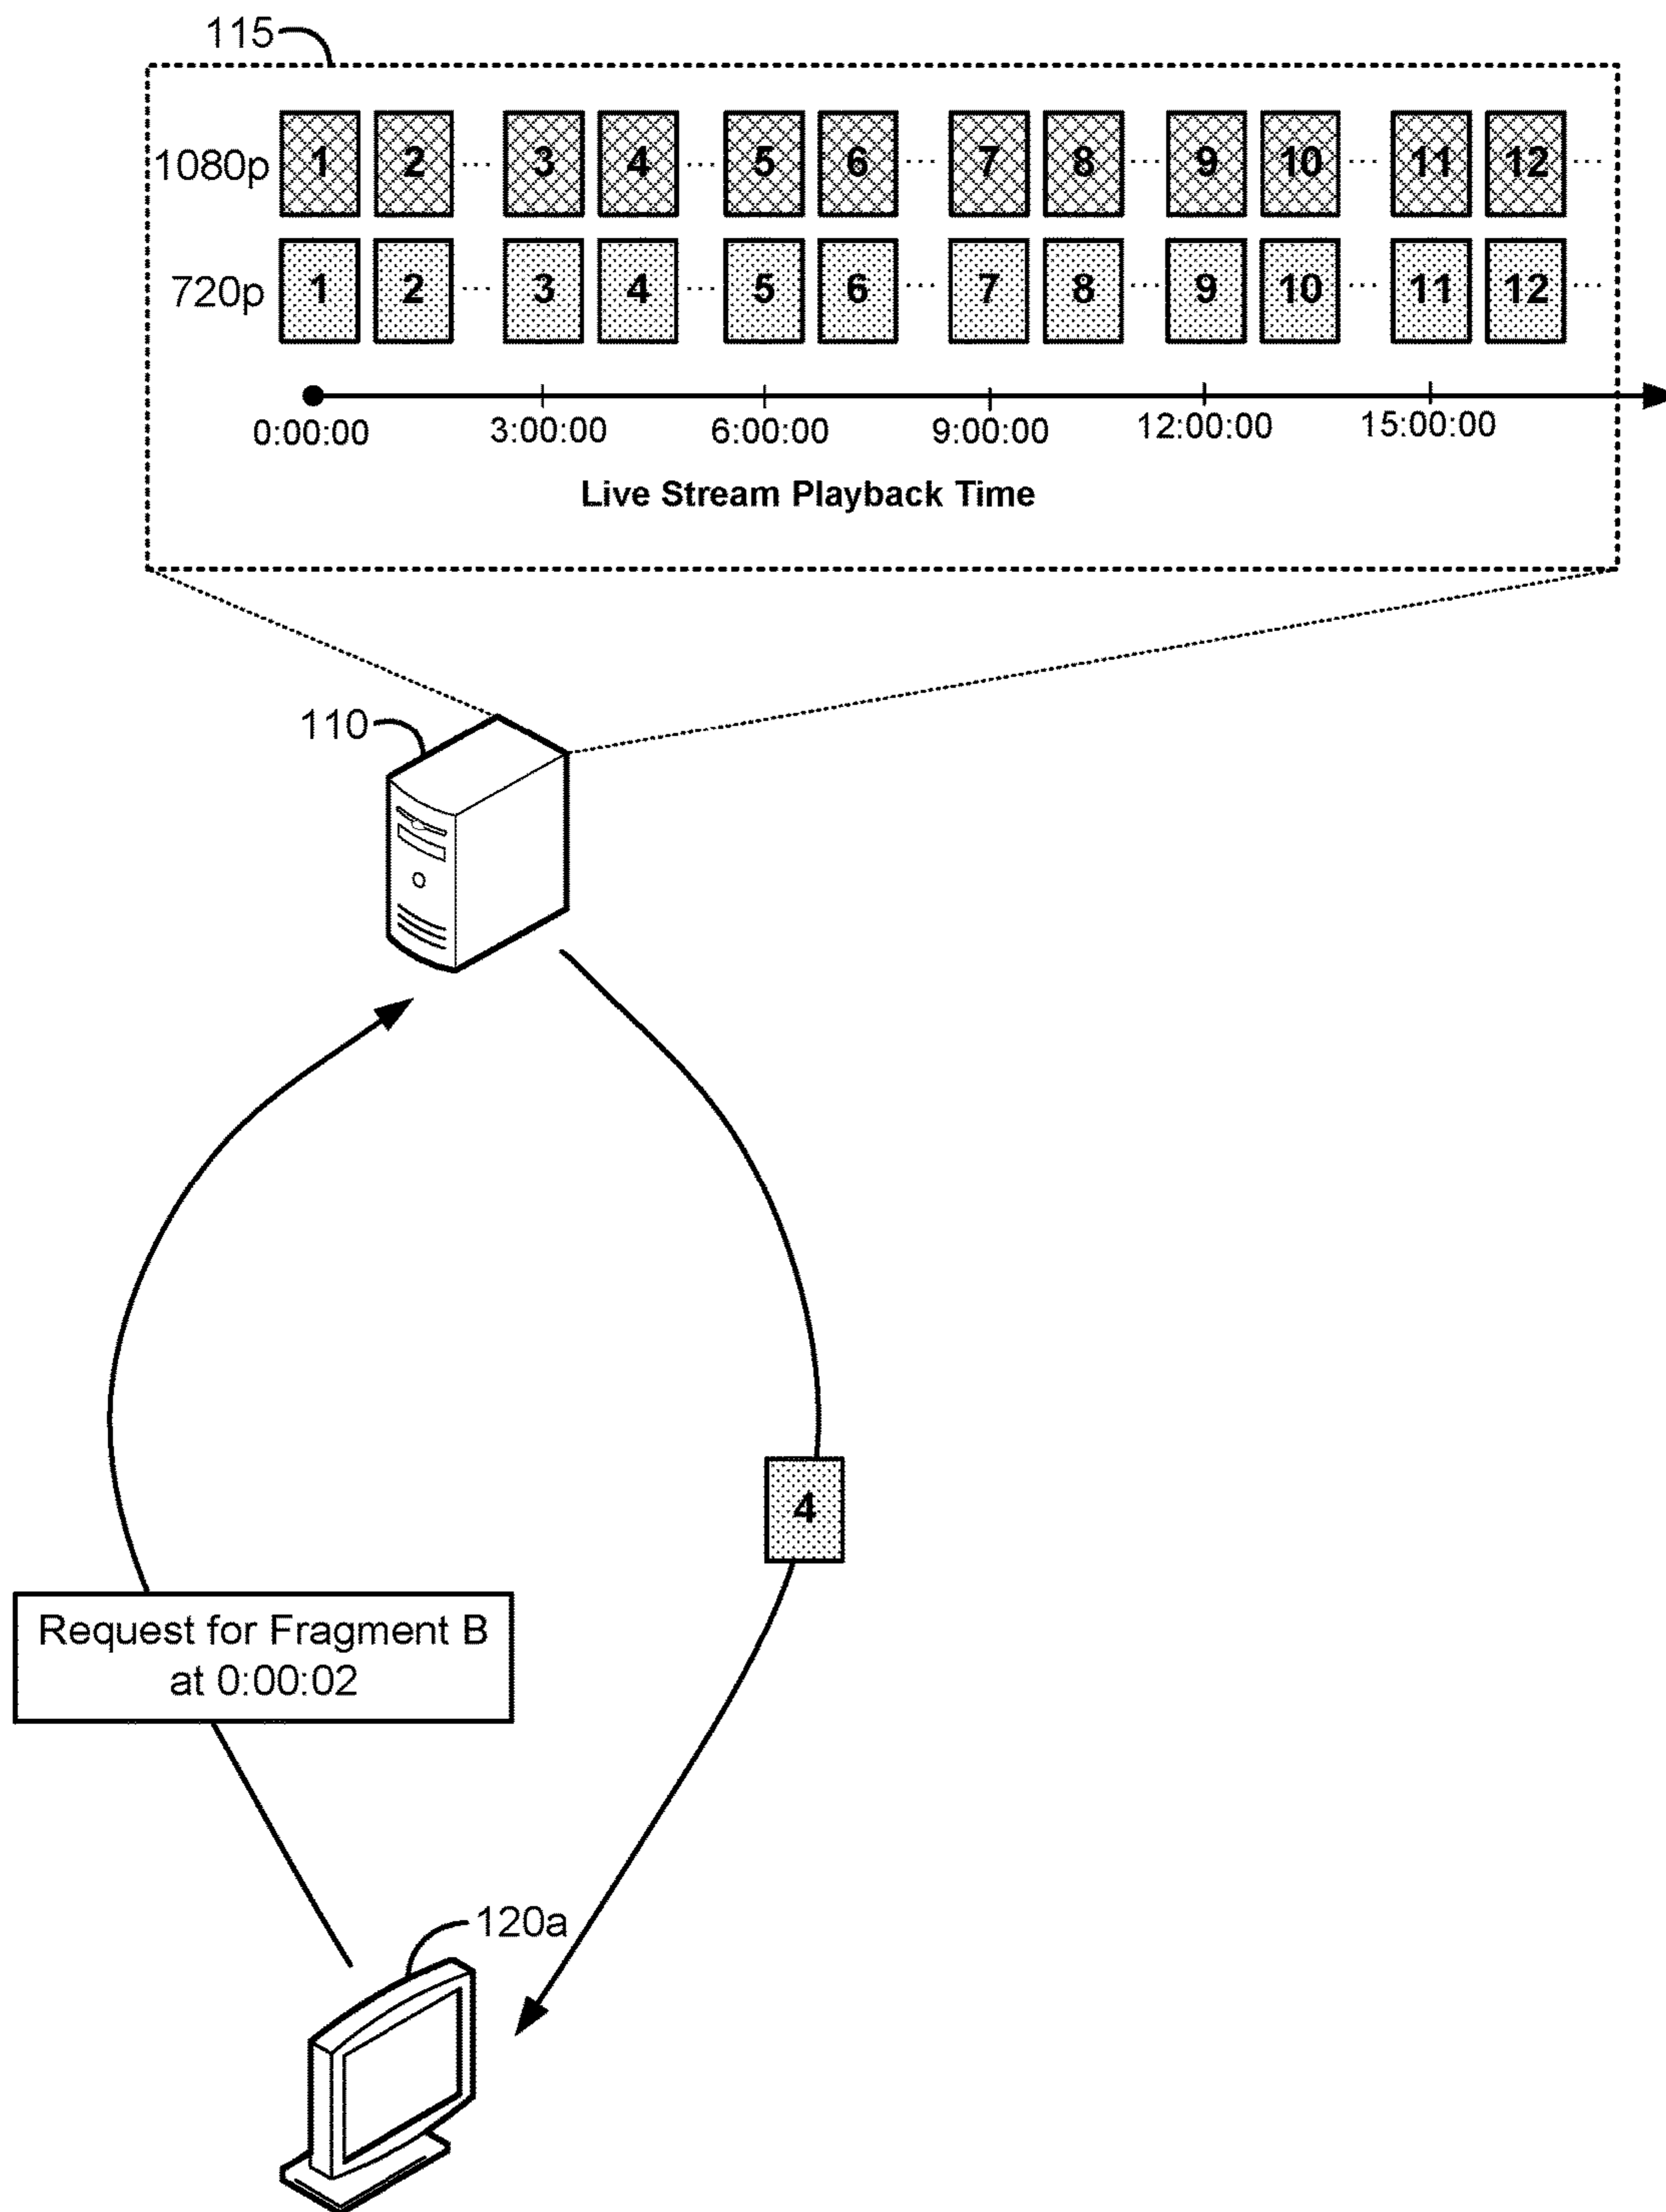 115
1080p 1 2 ... 3 4 ... 5 6 ... 7 8 ... 9 10 ... 11 12 ...
720p 1 2 ... 3 4 ... 5 6 ... 7 8 ... 9 10 ... 11 12 ...
0:00:00 3:00:00 6:00:00 9:00:00 12:00:00 15:00:00
Live Stream Playback Time
110
4
Request for Fragment B
at 0:00:02
120a